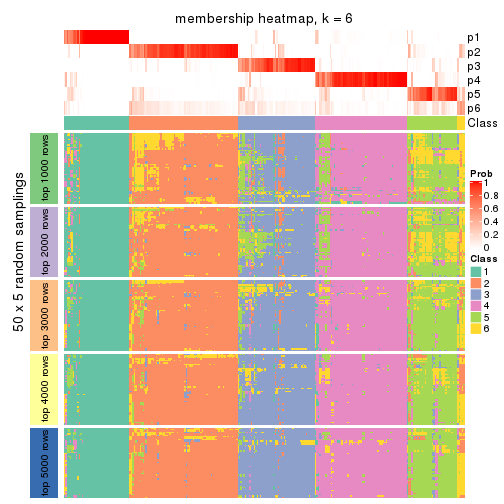 membership heatmap, k = 6
p1
p2
p3
p4
p5
p6
Class
50 x 5 random samplings
top 1000 rows
top 2000 rows
top 3000 rows
top 4000 rows
top 5000 rows
Prob
1
0.8
0.6
0.4
0.2
0
Class
1
2
3
4
5
6